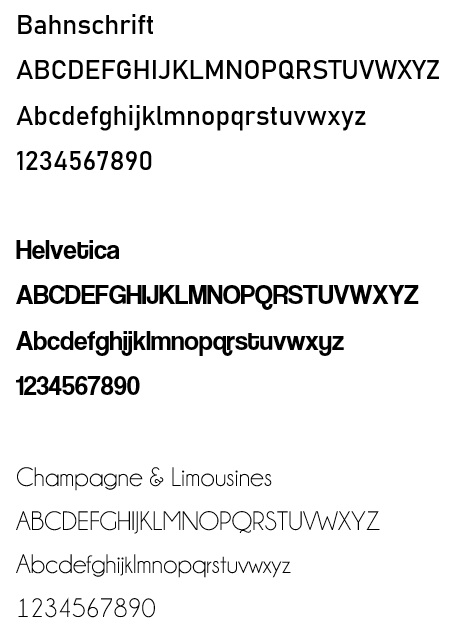 Bahnschrift
ABCDEFGHIJKLMNOPQRSTUVWXYZ
Abcdefghijklmnopqrstuvwxyz
1234567890
Helvetica
ABCDEFGHIJKLMNOPQRSTUVWXYZ
Abcdefghijklmnopqrstuvwxyz
1234567890
Champagne & Limousines
ABCDEFGHIJKLMNOPQRSTUVWXYZ
Abcdefghijklmnopqrstuvwxyz
1234567890